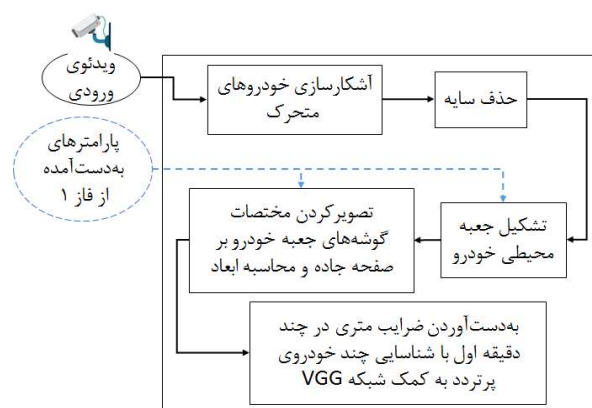 ویدئوی
ورودی
آشکارسازی خودروهای
متحرک
حذف سایه
پارامترهای
به‌دست‌آمده
از فاز ۱
تشکیل جعبه
محیطی خودرو
تصویرکردن مختصات
گوشه‌های جعبه خودرو بر
صفحه جاده و محاسبه ابعاد
به‌دست‌آوردن ضرایب متری در چند
دقیقه اول با شناسایی چند خودروی
پرتردد به کمک شبکه VGG